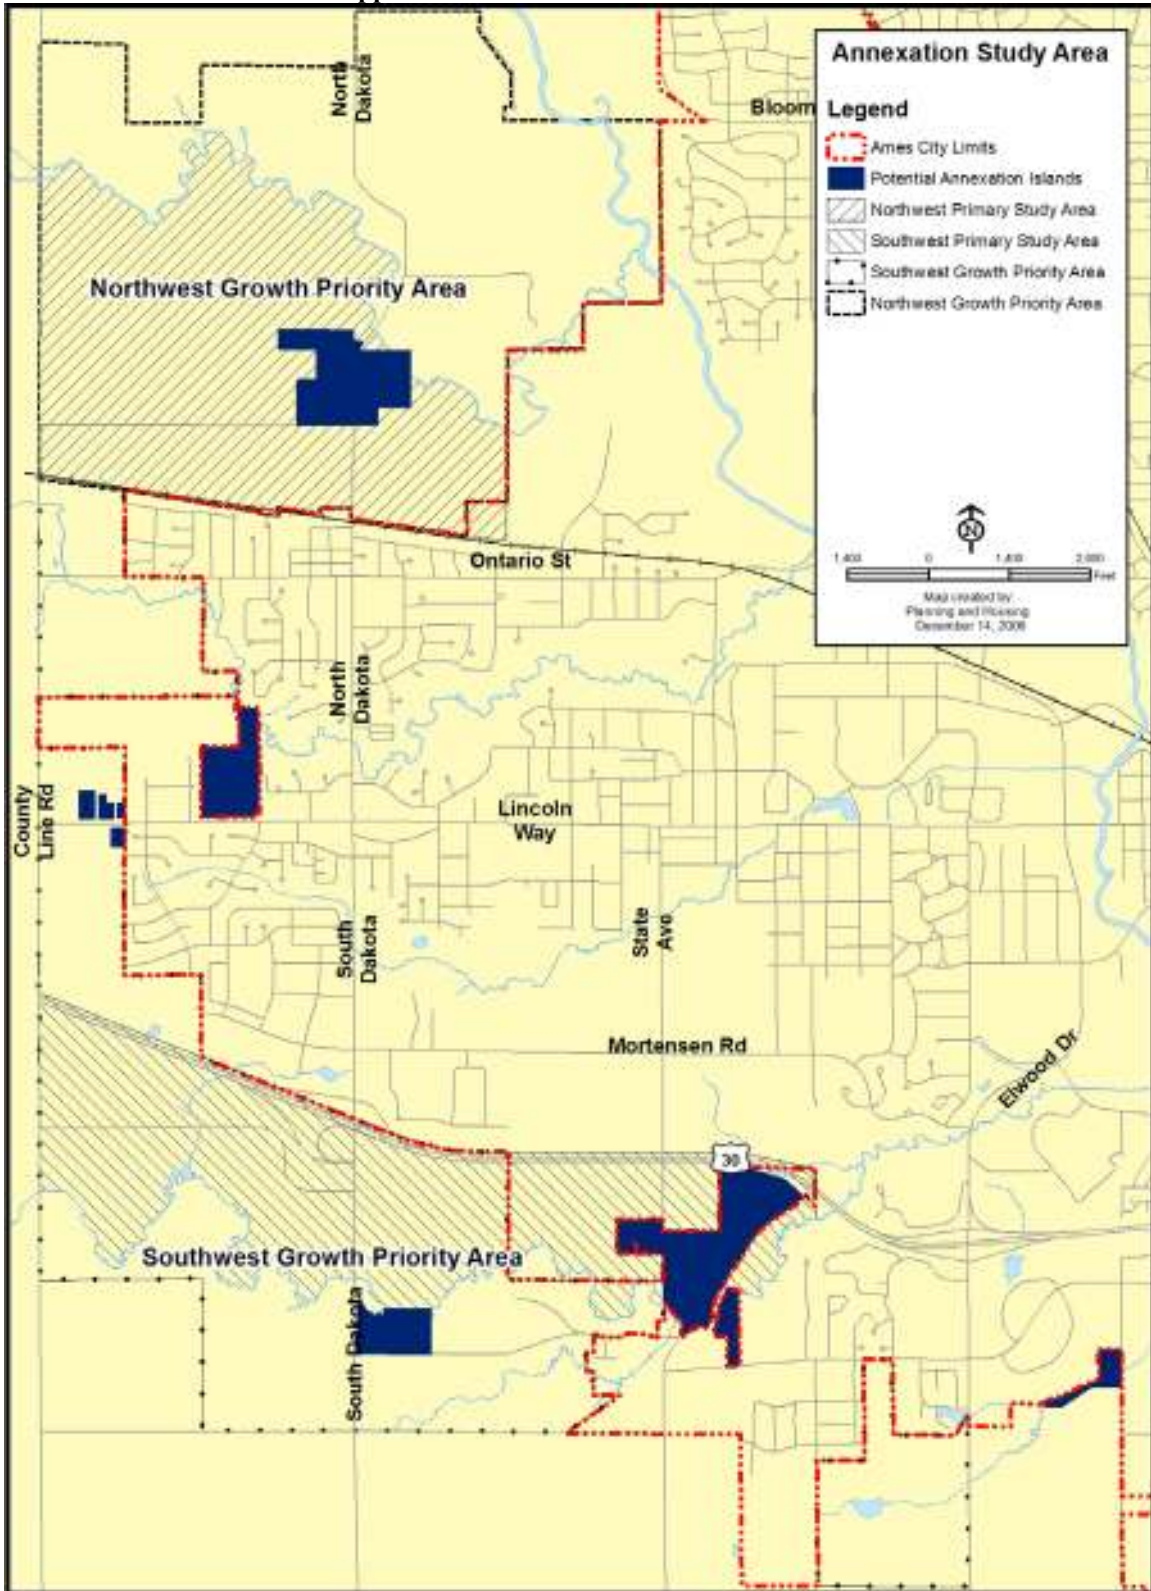 North
Dakota
Bloom
Annexation Study Area
Legend
Ames City Limits
Potential Annexation Islands
Northwest Primary Study Area
Southwest Primary Study Area
Southwest Growth Priority Area
Northwest Growth Priority Area
N
0
Feet
Map created by:
Planning and Housing
Northwest Growth Priority Area
Ontario St
North
Dakota
County
Line Rd
Lincoln
Way
South
Dakota
State
Ave
Mortensen Rd
Elwood Dr
30
Southwest Growth Priority Area
South Dakota